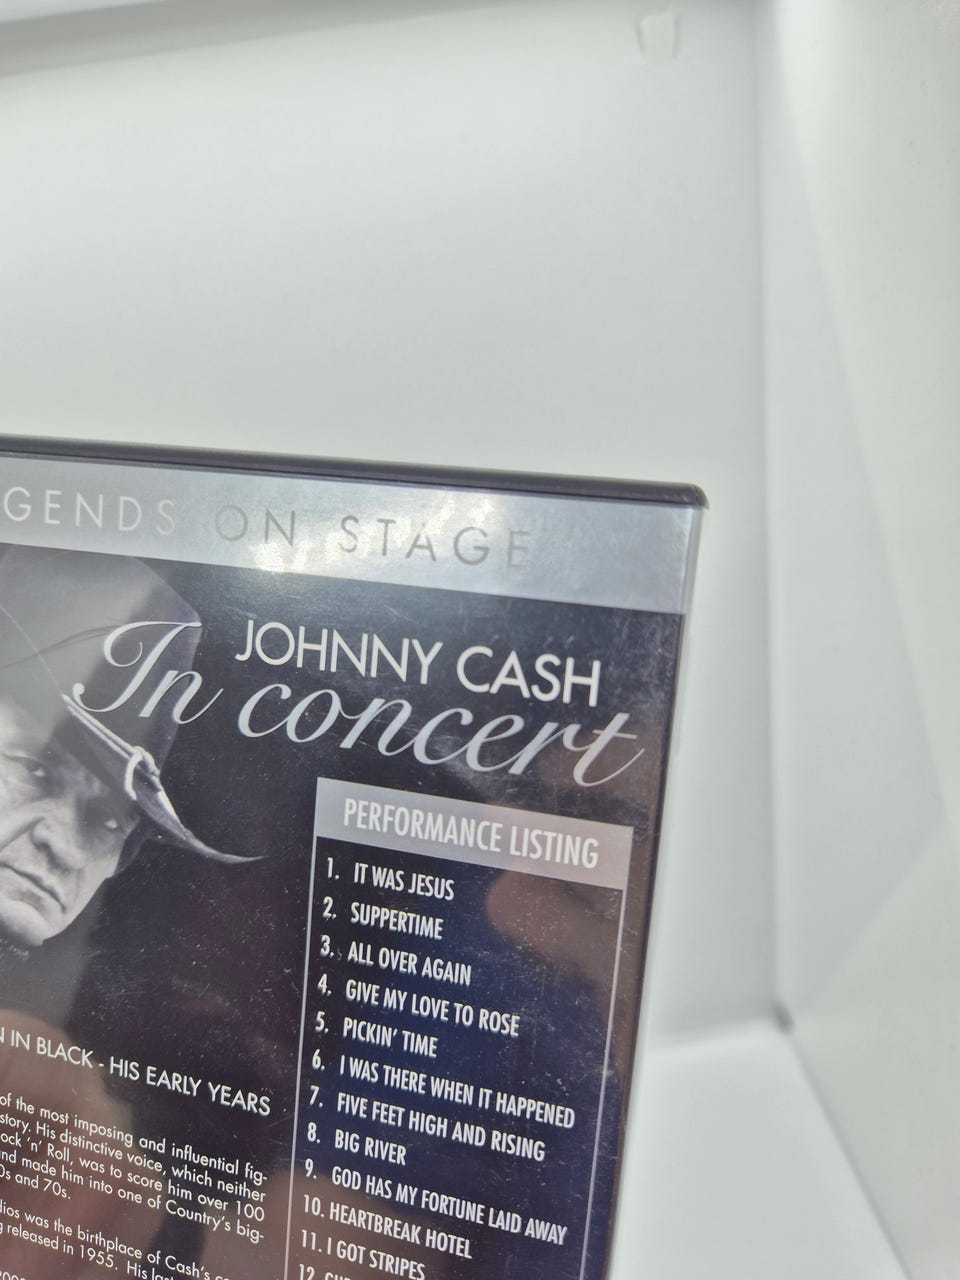 GENDS ON STAGE
JOHNNY CASH
In concert
PERFORMANCE LISTING
1. IT WAS JESUS
2. SUPPERTIME
3. ALL OVER AGAIN
4. GIVE MY LOVE TO ROSE
5. PICKIN' TIME
6. I WAS THERE WHEN IT HAPPENED
7. FIVE FEET HIGH AND RISING
8. BIG RIVER
9. GOD HAS MY FORTUNE LAID AWAY
10. HEARTBREAK HOTEL
11. I GOT STRIPES
12.
N IN BLACK - HIS EARLY YEARS
of the most imposing and influential fig-
story. His distinctive voice, which neither
ock 'n' Roll, was to score him over 100
nd made him into one of Country's big-
0s and 70s.
dios was the birthplace of Cash's
g released in 1955. His